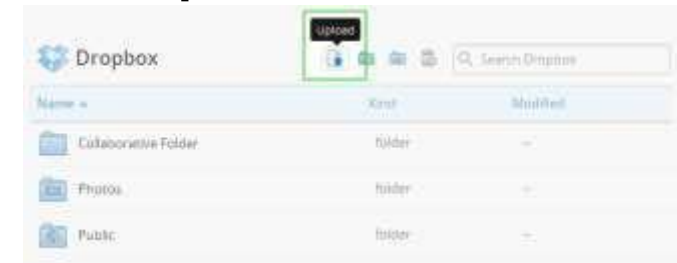 Upload
Dropbox
Search Dropbox
Name Kind Modified
Collaborative Folder folder --
Photos folder --
Public folder --